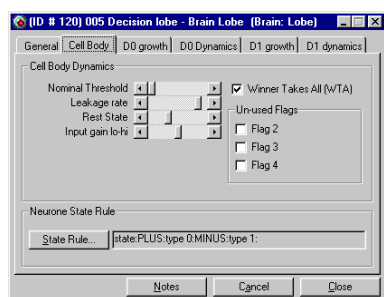 (ID # 120) 005 Decision lobe - Brain Lobe (Brain: Lobe)
General Cell Body D0 growth D0 Dynamics D1 growth D1 dynamics
Cell Body Dynamics
Nominal Threshold
Leakage rate
Rest State
Input gain lo-hi
Winner Takes All (WTA)
Un-used Flags
Flag 2
Flag 3
Flag 4
Neurone State Rule
State Rule... state:PLUS:type 0:MINUS:type 1:
Notes Cancel Close